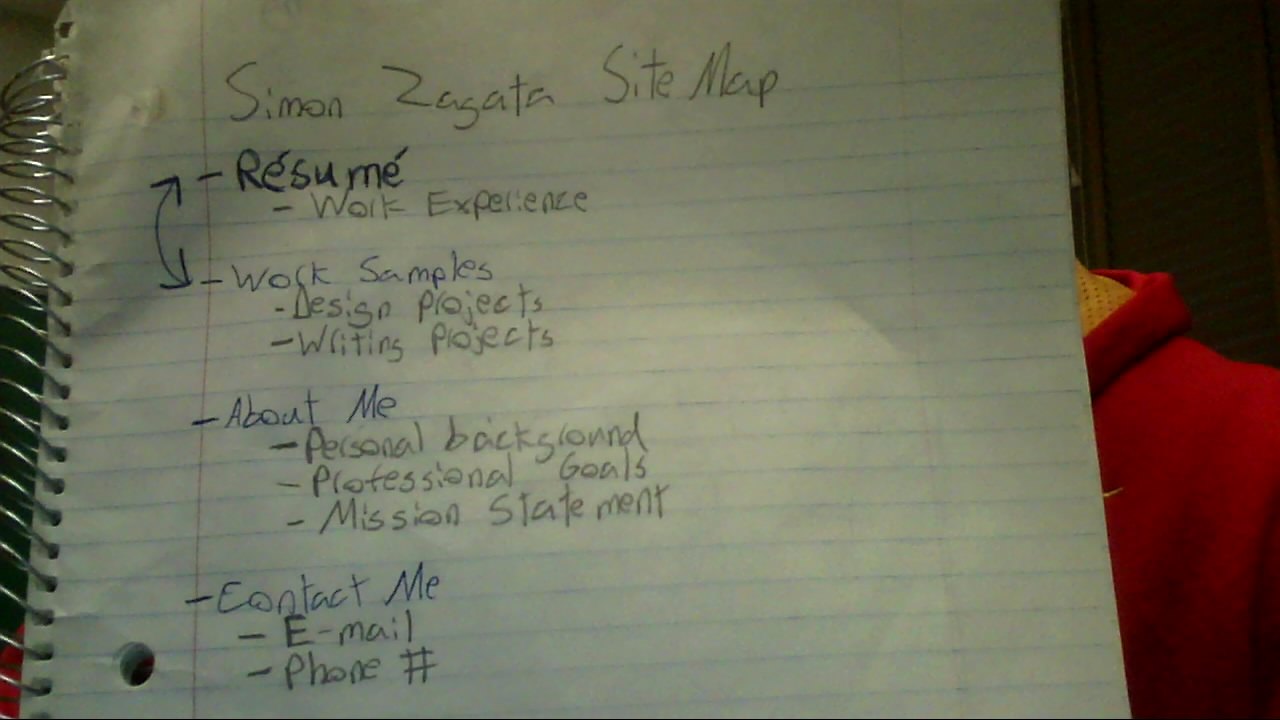 Simon Zagata Site Map
- Résumé
- Work Experience
- Work Samples
- Design Projects
- Writing Projects
- About Me
- Personal background
- Professional Goals
- Mission Statement
- Contact Me
- E-mail
- Phone #